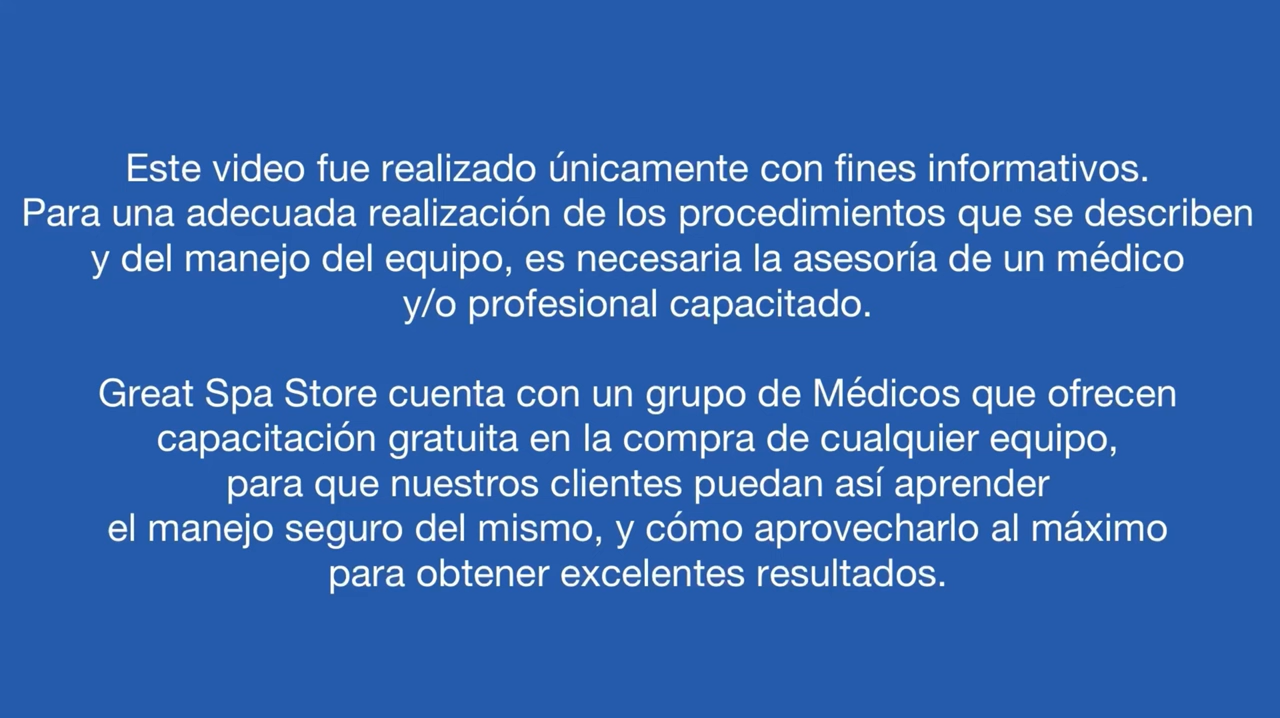 Este video fue realizado únicamente con fines informativos.
Para una adecuada realización de los procedimientos que se describen
y del manejo del equipo, es necesaria la asesoría de un médico
y/o profesional capacitado.
Great Spa Store cuenta con un grupo de Médicos que ofrecen
capacitación gratuita en la compra de cualquier equipo,
para que nuestros clientes puedan así aprender
el manejo seguro del mismo, y cómo aprovecharlo al máximo
para obtener excelentes resultados.